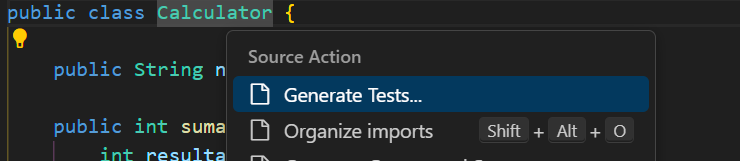 public class Calculator {
Source Action
public String n
Generate Tests...
public int suma
Organize imports Shift + Alt + O
int resulta